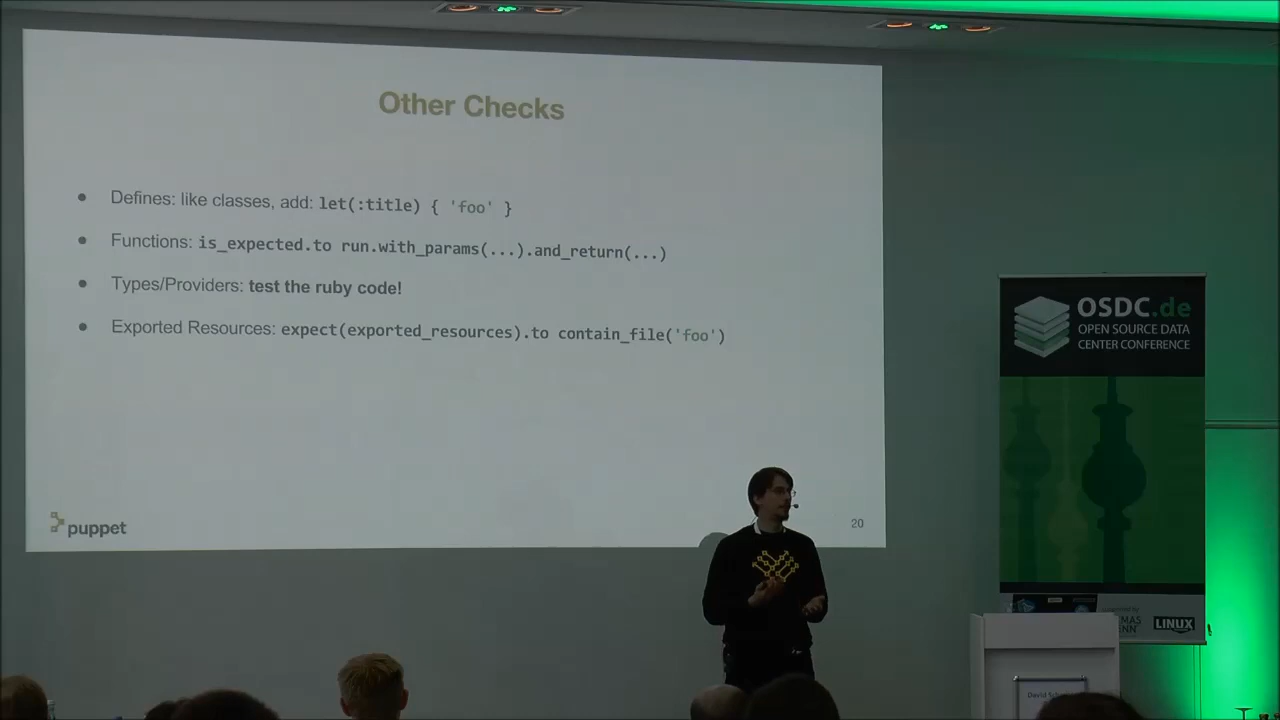 Other Checks
● Defines: like classes, add: let(:title) { 'foo' }
● Functions: is_expected.to run.with_params(...).and_return(...)
● Types/Providers: test the ruby code!
● Exported Resources: expect(exported_resources).to contain_file('foo')
puppet
20
OSDC.de
OPEN SOURCE DATA
CENTER CONFERENCE
LINUX
David